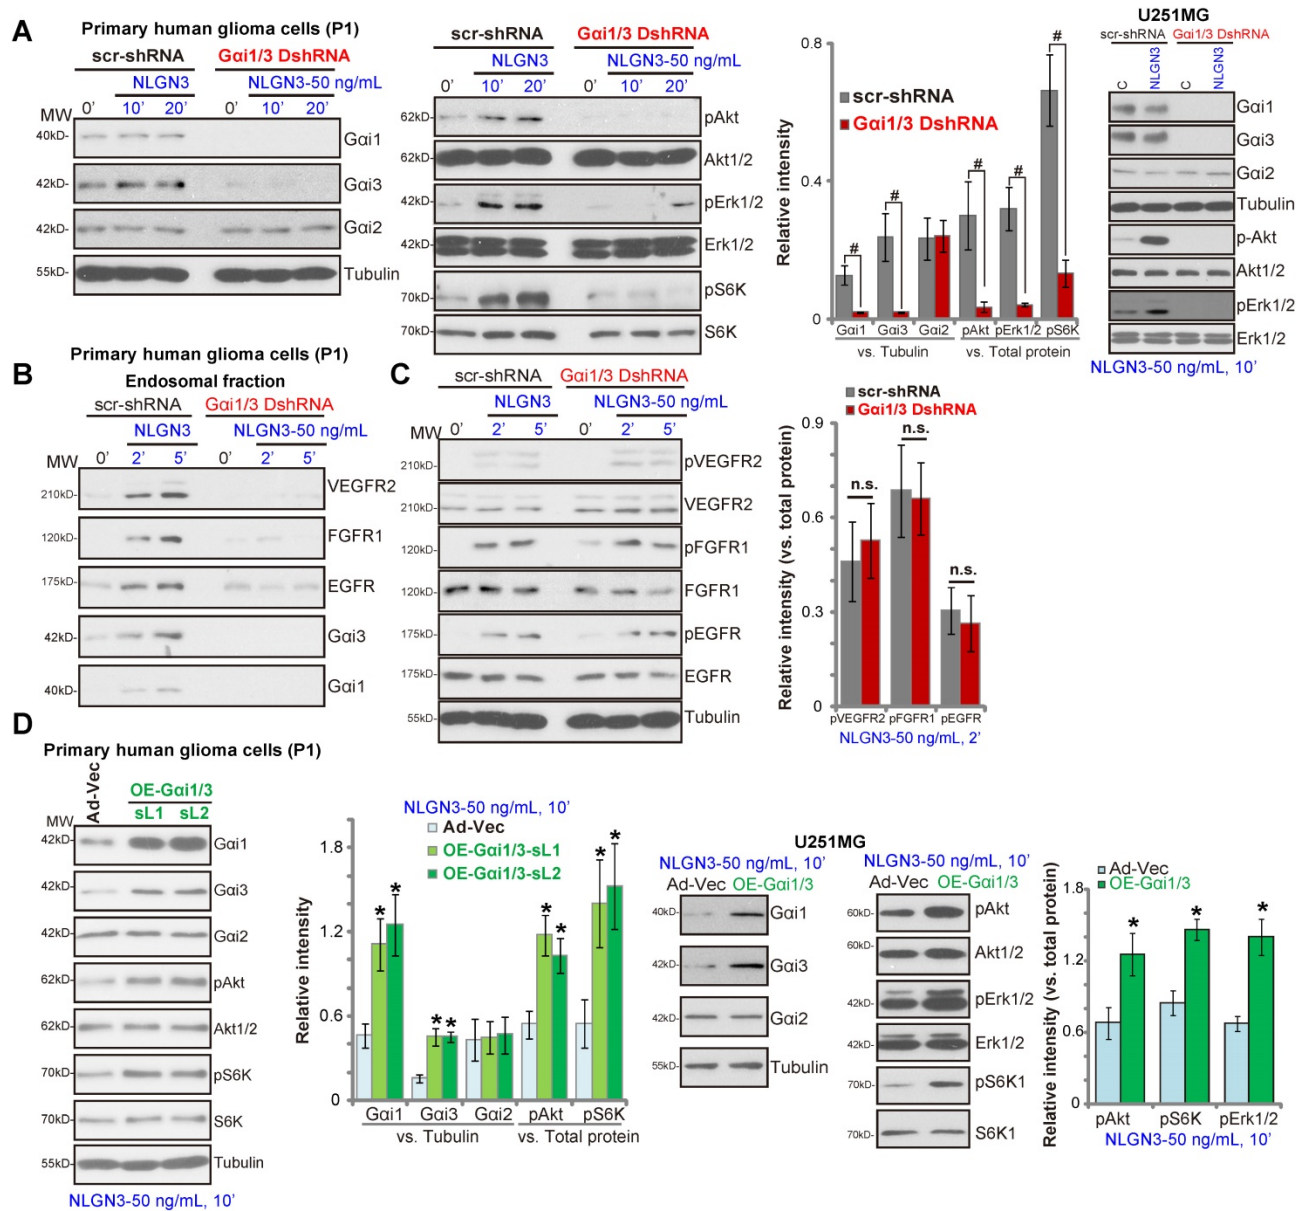 A
Primary human glioma cells (P1)
scr-shRNA Gαi1/3 DshRNA
NLGN3 NLGN3-50 ng/mL
MW 0’ 10’ 20’ 0’ 10’ 20’
40kD- Gαi1
42kD- Gαi3
42kD- Gαi2
55kD- Tubulin
scr-shRNA Gαi1/3 DshRNA
NLGN3 NLGN3-50 ng/mL
0’ 10’ 20’ 0’ 10’ 20’
62kD- pAkt
62kD- Akt1/2
42kD- pErk1/2
42kD- Erk1/2
70kD- pS6K
70kD- S6K
Relative intensity
0.8
0.4
0
scr-shRNA
Gαi1/3 DshRNA
# # # # #
Gαi1 Gαi3 Gαi2 pAkt pErk1/2 pS6K
vs. Tubulin vs. Total protein
U251MG
scr-shRNA Gαi1/3 DshRNA
C NLGN3 C NLGN3
Gαi1
Gαi3
Gαi2
Tubulin
p-Akt
Akt1/2
pErk1/2
Erk1/2
NLGN3-50 ng/mL, 10’
Primary human glioma cells (P1)
B
Endosomal fraction
scr-shRNA Gαi1/3 DshRNA
NLGN3 NLGN3-50 ng/mL
MW 0’ 2’ 5’ 0’ 2’ 5’
210kD- VEGFR2
120kD- FGFR1
175kD- EGFR
42kD- Gαi3
40kD- Gαi1
C
scr-shRNA Gαi1/3 DshRNA
NLGN3 NLGN3-50 ng/mL
MW 0’ 2’ 5’ 0’ 2’ 5’
210kD- pVEGFR2
210kD- VEGFR2
120kD- pFGFR1
120kD- FGFR1
175kD- pEGFR
175kD- EGFR
55kD- Tubulin
scr-shRNA
Gαi1/3 DshRNA
Relative intensity (vs. total protein)
0.9
0.6
0.3
0
n.s. n.s. n.s.
pVEGFR2 pFGFR1 pEGFR
NLGN3-50 ng/mL, 2’
D
Primary human glioma cells (P1)
Ad-Vec OE-Gαi1/3
MW sL1 sL2
42kD- Gαi1
42kD- Gαi3
42kD- Gαi2
62kD- pAkt
62kD- Akt1/2
70kD- pS6K
70kD- S6K
55kD- Tubulin
NLGN3-50 ng/mL, 10’
NLGN3-50 ng/mL, 10’
Ad-Vec
OE-Gαi1/3-sL1
OE-Gαi1/3-sL2
Relative intensity
1.8
1.2
0.6
0
* * * * * * * *
Gαi1 Gαi3 Gαi2 pAkt pS6K
vs. Tubulin vs. Total protein
U251MG
NLGN3-50 ng/mL, 10’
Ad-Vec OE-Gαi1/3
40kD- Gαi1
42kD- Gαi3
42kD- Gαi2
55kD- Tubulin
NLGN3-50 ng/mL, 10’
Ad-Vec OE-Gαi1/3
60kD- pAkt
60kD- Akt1/2
42kD- pErk1/2
42kD- Erk1/2
70kD- pS6K1
70kD- S6K1
Ad-Vec
OE-Gαi1/3
Relative intensity (vs. total protein)
1.8
1.2
0.6
0
* * *
pAkt pS6K pErk1/2
NLGN3-50 ng/mL, 10’